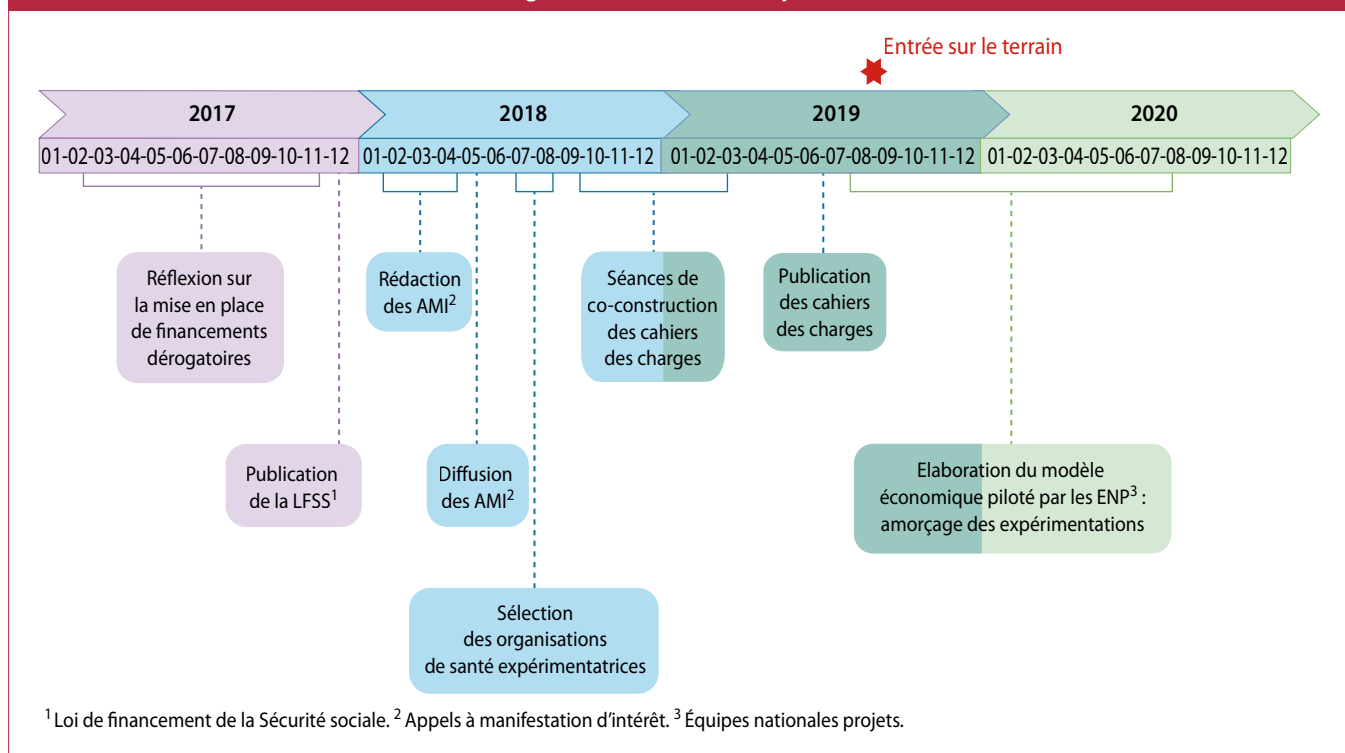 Entrée sur le terrain
2017 2018 2019 2020
01-02-03-04-05-06-07-08-09-10-11-12 01-02-03-04-05-06-07-08-09-10-11-12 01-02-03-04-05-06-07-08-09-10-11-12 01-02-03-04-05-06-07-08-09-10-11-12
Réflexion sur
la mise en place
de financements
dérogatoires
Rédaction
des AMI²
Séances de
co-construction
des cahiers
des charges
Publication
des cahiers
des charges
Publication
de la LFSS¹
Diffusion
des AMI²
Elaboration du modèle
économique piloté par les ENP³ :
amorçage des expérimentations
Sélection
des organisations
de santé expérimentatrices
¹ Loi de financement de la Sécurité sociale. ² Appels à manifestation d'intérêt. ³ Équipes nationales projets.